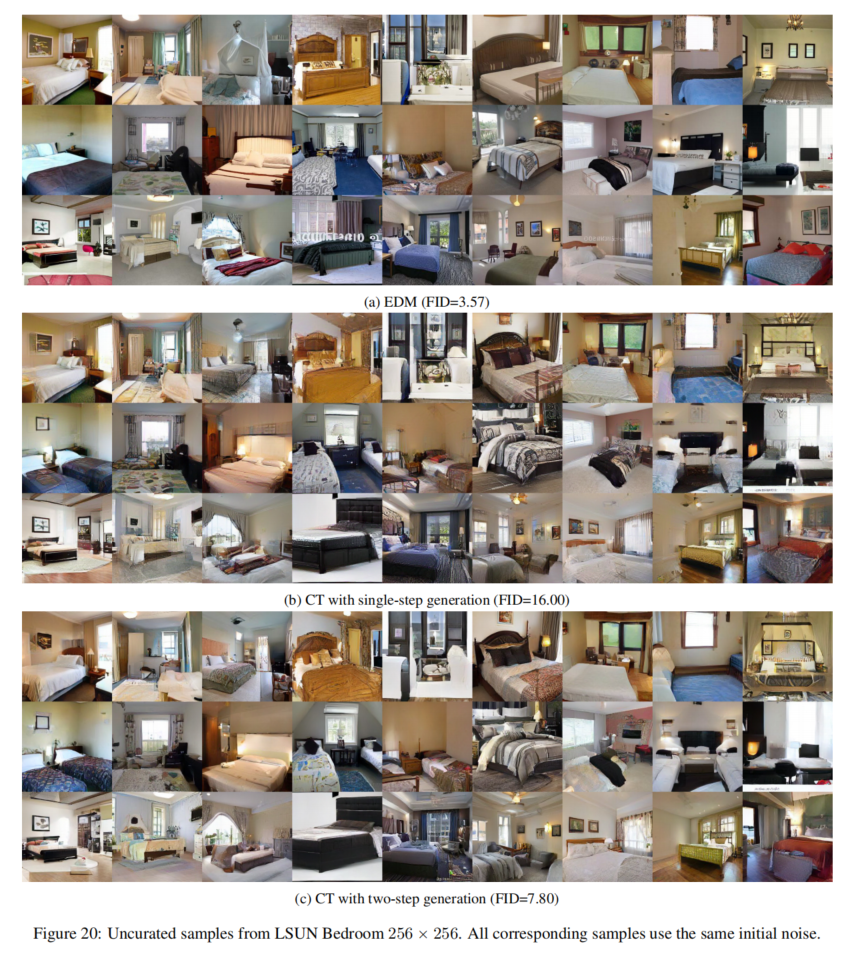 (a) EDM (FID=3.57)
(b) CT with single-step generation (FID=16.00)
(c) CT with two-step generation (FID=7.80)
Figure 20: Uncurated samples from LSUN Bedroom 256 × 256. All corresponding samples use the same initial noise.